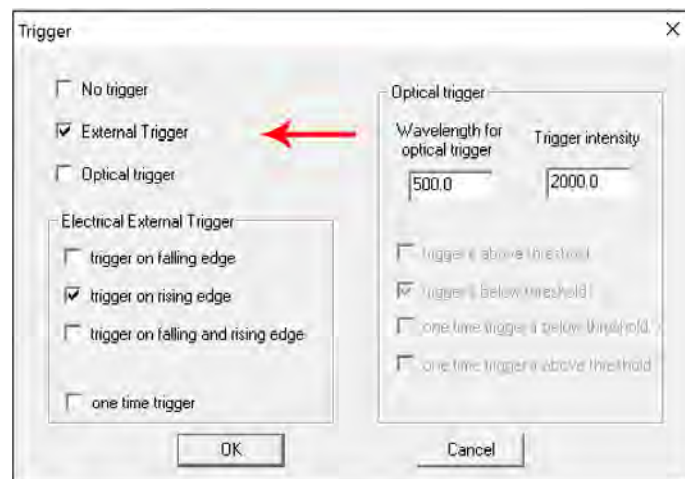 Trigger
No trigger
External Trigger
Optical trigger
Electrical External Trigger
trigger on falling edge
trigger on rising edge
trigger on falling and rising edge
one time trigger
Optical trigger
Wavelength for
optical trigger
Trigger intensity
500.0
2000.0
above threshold
below threshold
one time trigger below threshold
one time trigger above threshold
OK
Cancel